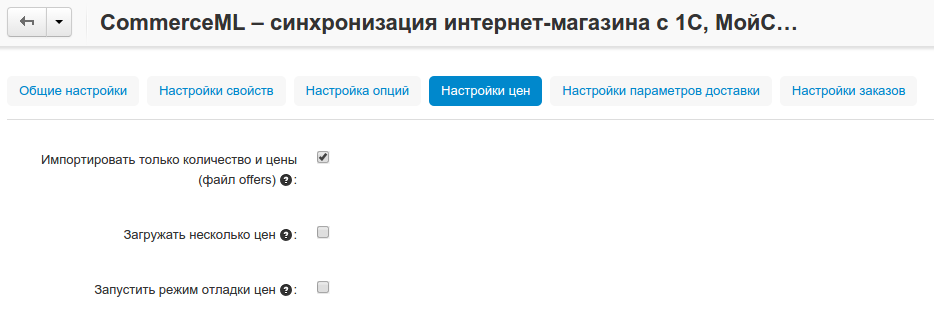 CommerceML – синхронизация интернет-магазина с 1С, МойС…
Общие настройки
Настройки свойств
Настройка опций
Настройки цен
Настройки параметров доставки
Настройки заказов
Импортировать только количество и цены
(файл offers) ?:
Загружать несколько цен ?:
Запустить режим отладки цен ?: